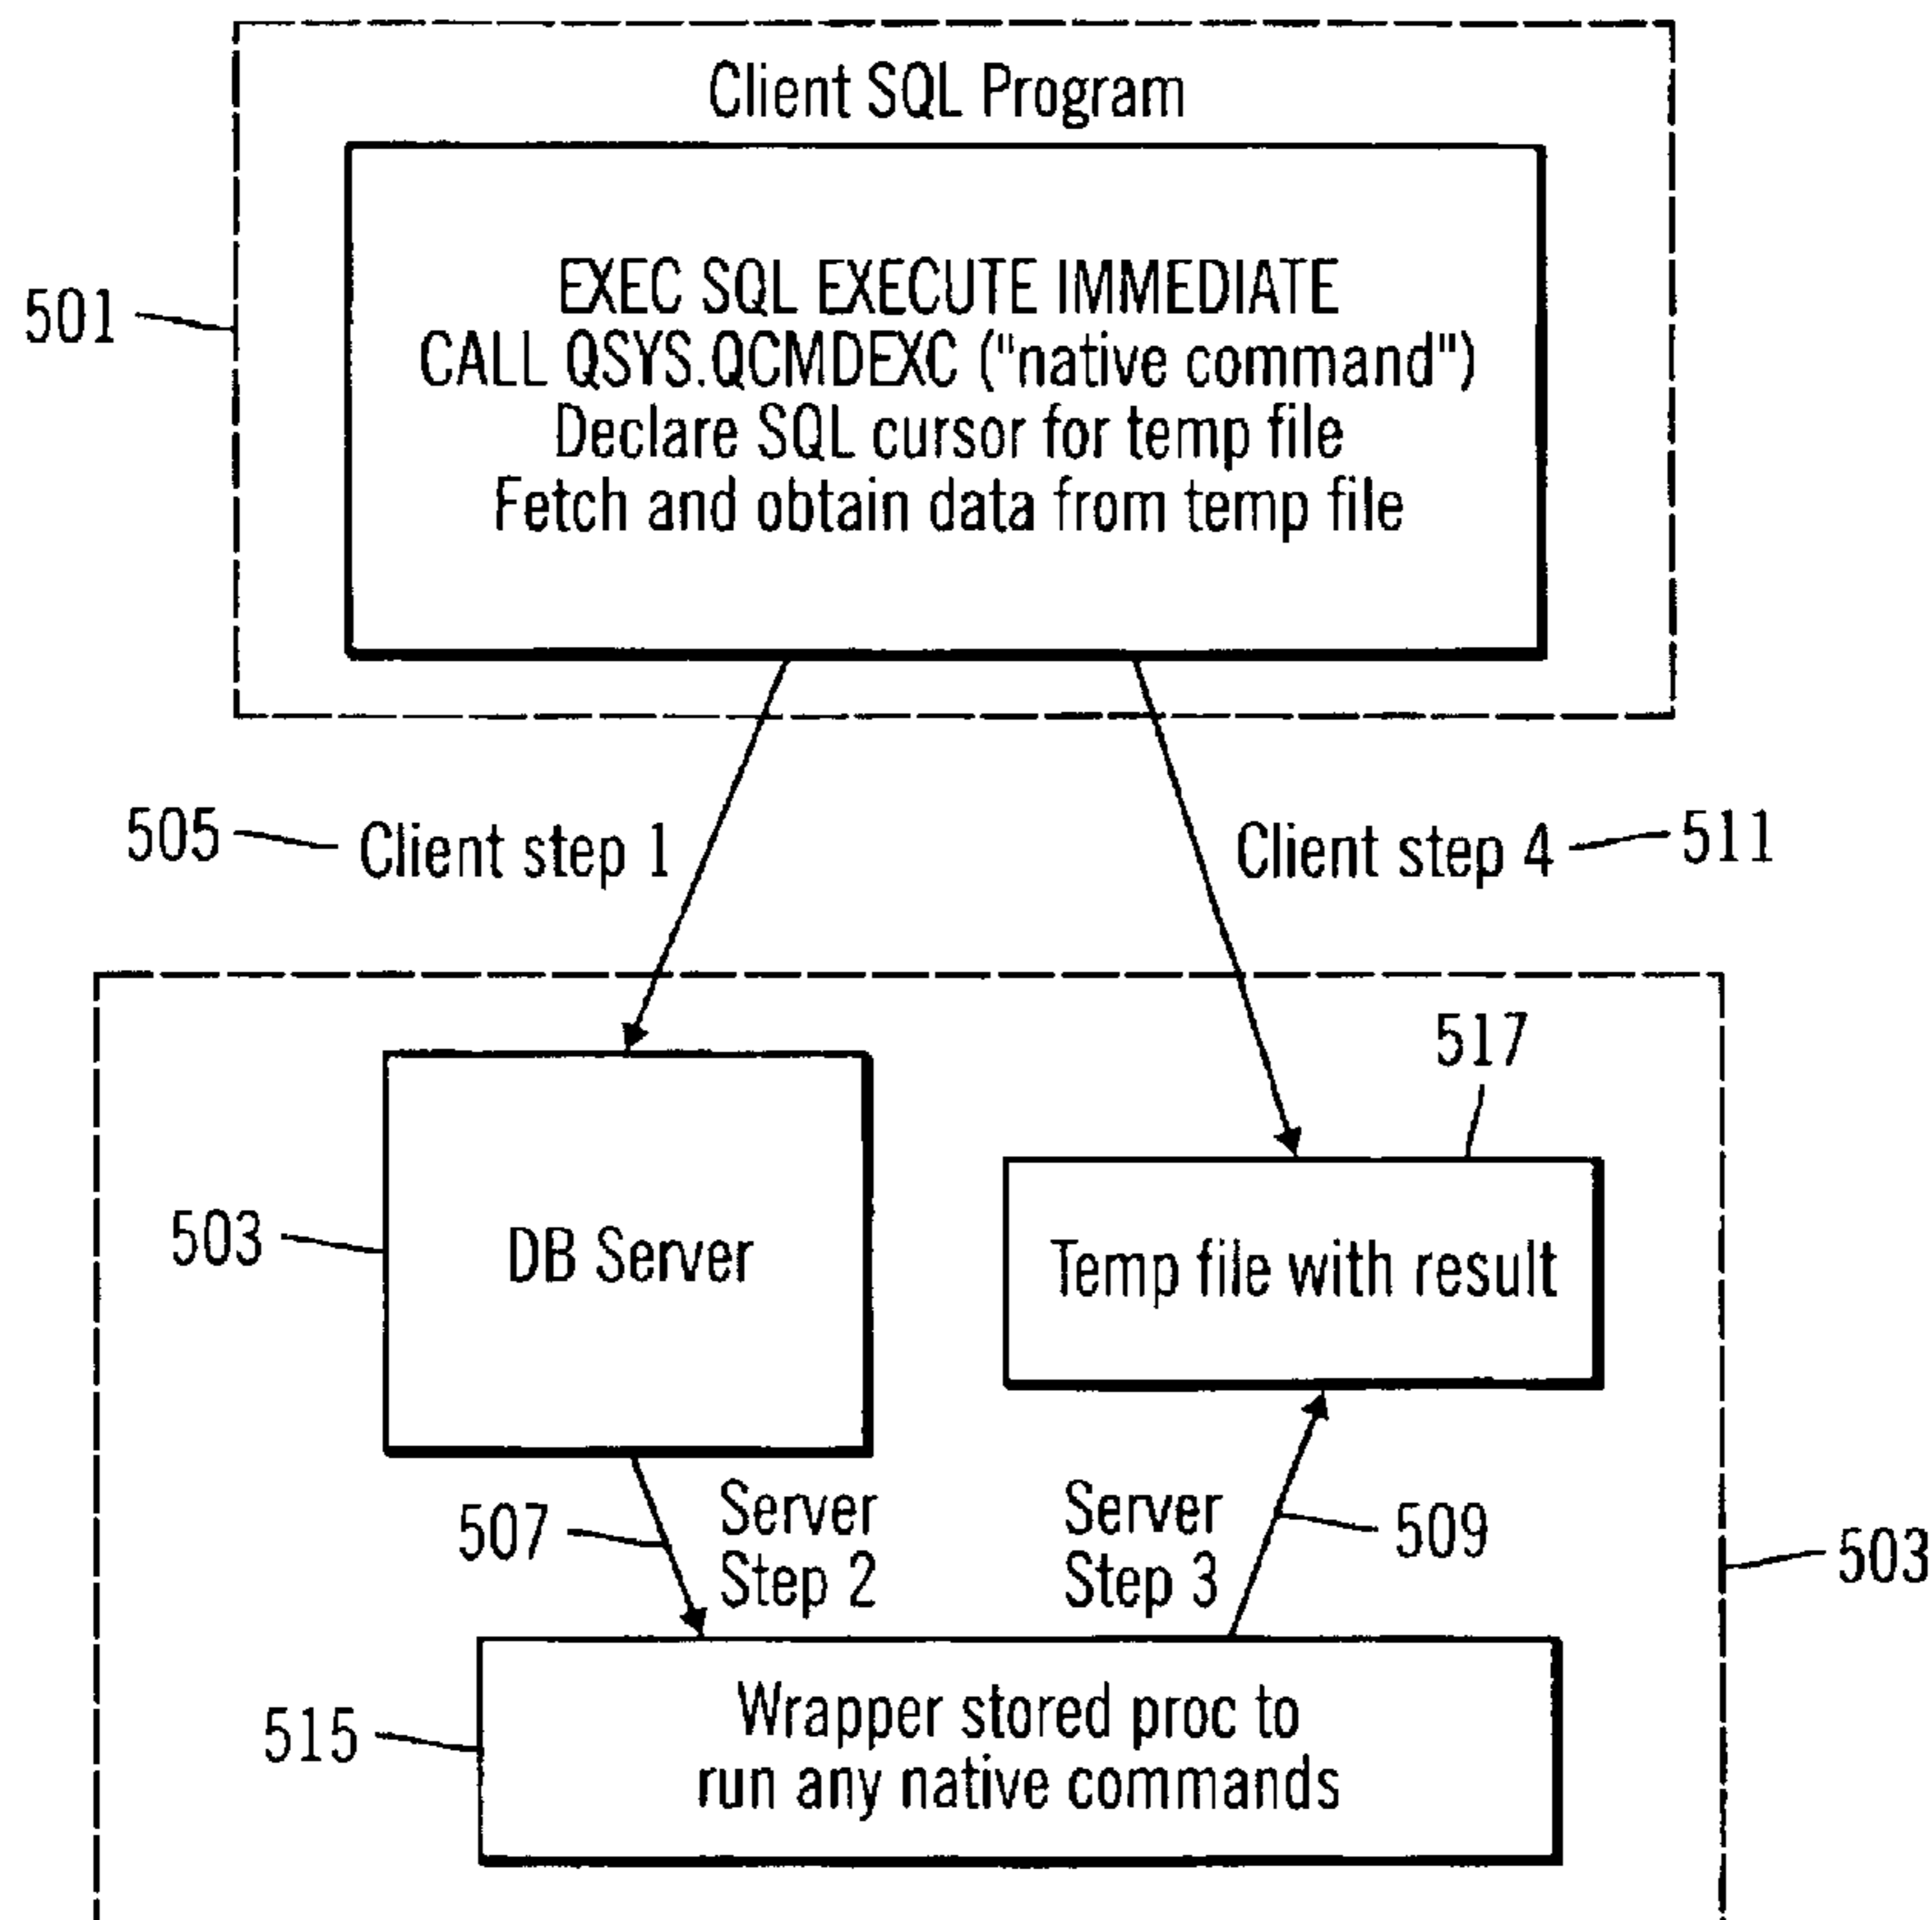 Client SQL Program
EXEC SQL EXECUTE IMMEDIATE
CALL QSYS.QCMDEXC ("native command")
Declare SQL cursor for temp file
Fetch and obtain data from temp file
501
505
Client step 1
Client step 4
511
517
503
DB Server
Temp file with result
507
Server
Step 2
Server
Step 3
509
503
515
Wrapper stored proc to
run any native commands